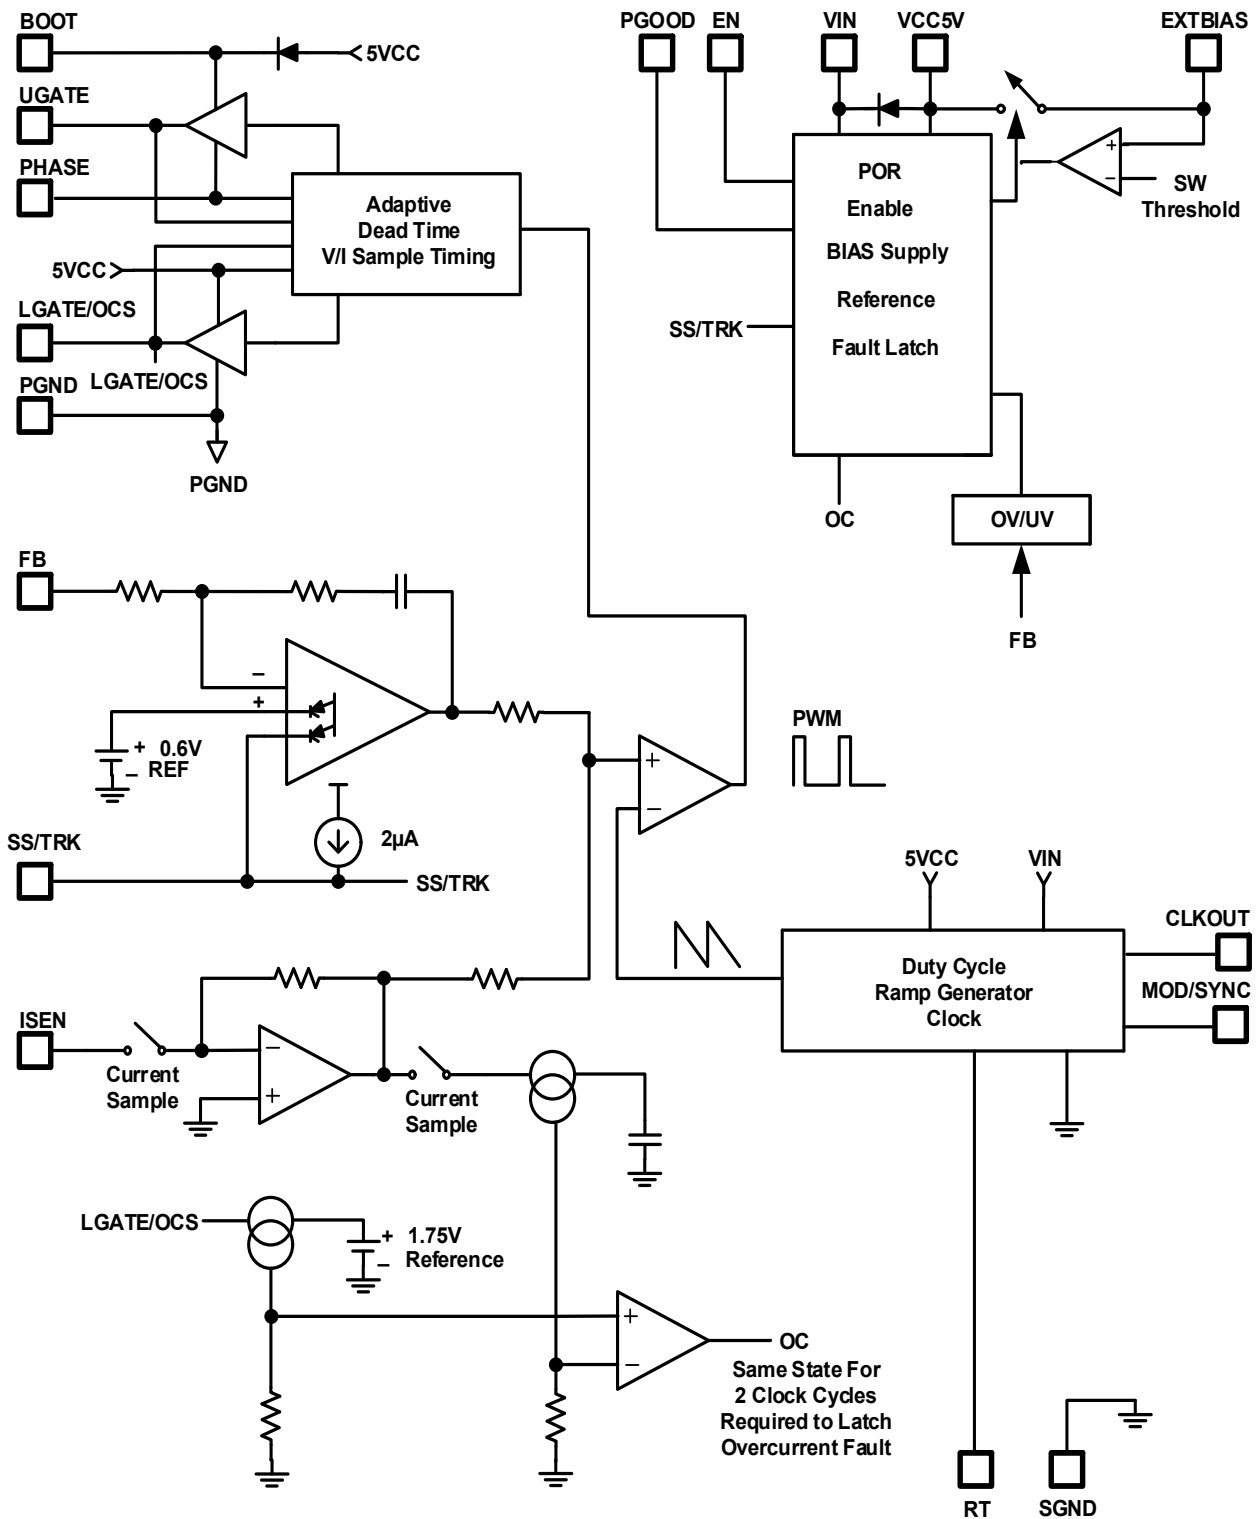 BOOT
5VCC
UGATE
PHASE
Adaptive
Dead Time
V/I Sample Timing
5VCC
LGATE/OCS
LGATE/OCS
PGND
PGND
PGOOD
EN
VIN
VCC5V
EXTBIAS
POR
Enable
BIAS Supply
Reference
Fault Latch
+
−
SW
Threshold
SS/TRK
OC
OV/UV
FB
FB
−
+
+ 0.6V
− REF
2µA
SS/TRK
SS/TRK
+
−
PWM
5VCC
VIN
CLKOUT
MOD/SYNC
Duty Cycle
Ramp Generator
Clock
ISEN
Current
Sample
−
+
Current
Sample
LGATE/OCS
+ 1.75V
− Reference
+
−
OC
Same State For
2 Clock Cycles
Required to Latch
Overcurrent Fault
RT
SGND